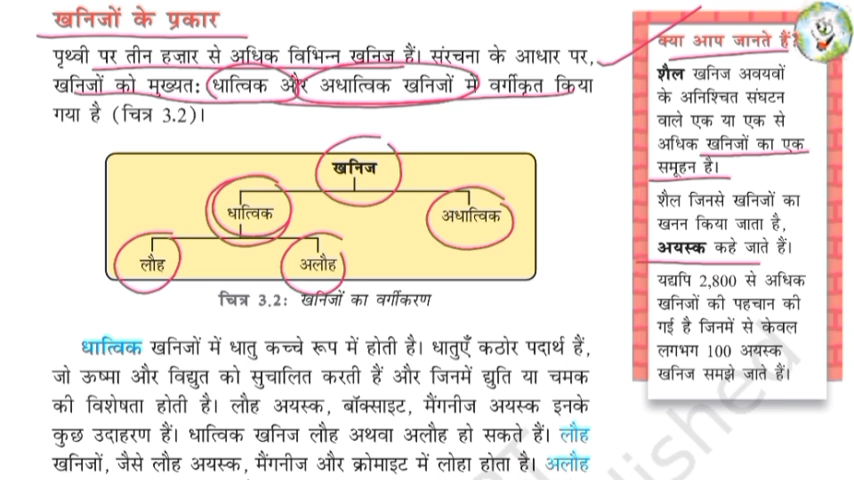 खनिजों के प्रकार
पृथ्वी पर तीन हज़ार से अधिक विभिन्न खनिज हैं। संरचना के आधार पर,
खनिजों को मुख्यत: धात्विक और अधात्विक खनिजों में वर्गीकृत किया
गया है (चित्र 3.2)।
खनिज
धात्विक
अधात्विक
लौह
अलौह
चित्र 3.2: खनिजों का वर्गीकरण
धात्विक खनिजों में धातु कच्चे रूप में होती है। धातुएँ कठोर पदार्थ हैं,
जो ऊष्मा और विद्युत को सुचालित करती हैं और जिनमें द्युति या चमक
की विशेषता होती है। लौह अयस्क, बॉक्साइट, मैंगनीज अयस्क इनके
कुछ उदाहरण हैं। धात्विक खनिज लौह अथवा अलौह हो सकते हैं। लौह
खनिजों, जैसे लौह अयस्क, मैंगनीज और क्रोमाइट में लोहा होता है। अलौह
क्या आप जानते हैं?
शैल खनिज अवयवों
के अनिश्चित संघटन
वाले एक या एक से
अधिक खनिजों का एक
समूहन है।
शैल जिनसे खनिजों का
खनन किया जाता है,
अयस्क कहे जाते हैं।
यद्यपि 2,800 से अधिक
खनिजों की पहचान की
गई है जिनमें से केवल
लगभग 100 अयस्क
खनिज समझे जाते हैं।